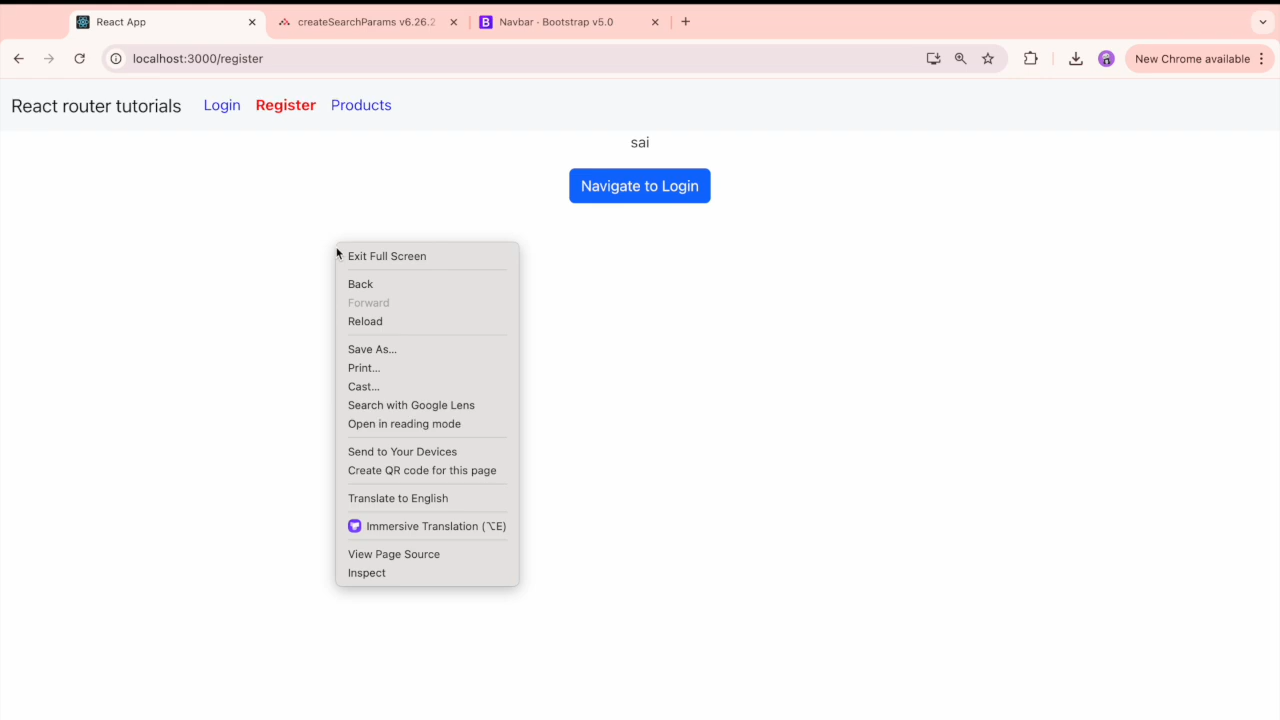 React App
createSearchParams v6.26.2
Navbar · Bootstrap v5.0
localhost:3000/register
New Chrome available
React router tutorials Login Register Products
sai
Navigate to Login
Exit Full Screen
Back
Forward
Reload
Save As...
Print...
Cast...
Search with Google Lens
Open in reading mode
Send to Your Devices
Create QR code for this page
Translate to English
Immersive Translation (⌥E)
View Page Source
Inspect